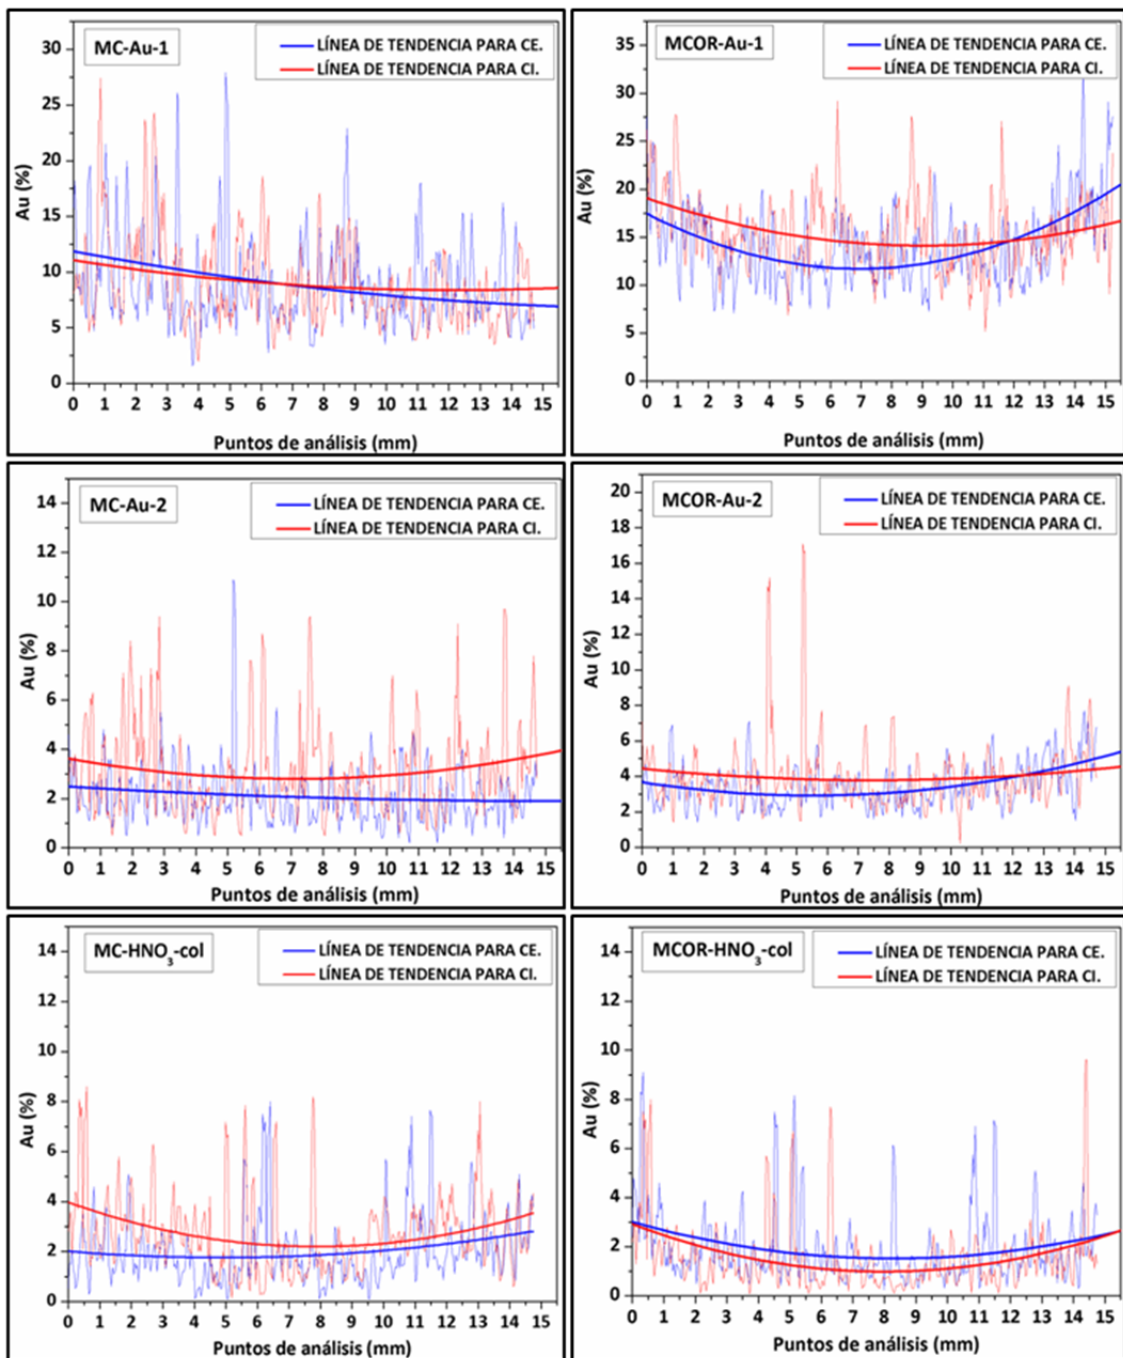 MC-Au-1
LÍNEA DE TENDENCIA PARA CE.
LÍNEA DE TENDENCIA PARA CI.
Au (%)
30
25
20
15
10
5
0
0 1 2 3 4 5 6 7 8 9 10 11 12 13 14 15
Puntos de análisis (mm)
MCOR-Au-1
LÍNEA DE TENDENCIA PARA CE.
LÍNEA DE TENDENCIA PARA CI.
Au (%)
35
30
25
20
15
10
5
0
0 1 2 3 4 5 6 7 8 9 10 11 12 13 14 15
Puntos de análisis (mm)
MC-Au-2
LÍNEA DE TENDENCIA PARA CE.
LÍNEA DE TENDENCIA PARA CI.
Au (%)
14
12
10
8
6
4
2
0
0 1 2 3 4 5 6 7 8 9 10 11 12 13 14 15
Puntos de análisis (mm)
MCOR-Au-2
LÍNEA DE TENDENCIA PARA CE.
LÍNEA DE TENDENCIA PARA CI.
Au (%)
20
18
16
14
12
10
8
6
4
2
0
0 1 2 3 4 5 6 7 8 9 10 11 12 13 14 15
Puntos de análisis (mm)
MC-HNO₃-col
LÍNEA DE TENDENCIA PARA CE.
LÍNEA DE TENDENCIA PARA CI.
Au (%)
14
12
10
8
6
4
2
0
0 1 2 3 4 5 6 7 8 9 10 11 12 13 14 15
Puntos de análisis (mm)
MCOR-HNO₃-col
LÍNEA DE TENDENCIA PARA CE.
LÍNEA DE TENDENCIA PARA CI.
Au (%)
14
12
10
8
6
4
2
0
0 1 2 3 4 5 6 7 8 9 10 11 12 13 14 15
Puntos de análisis (mm)